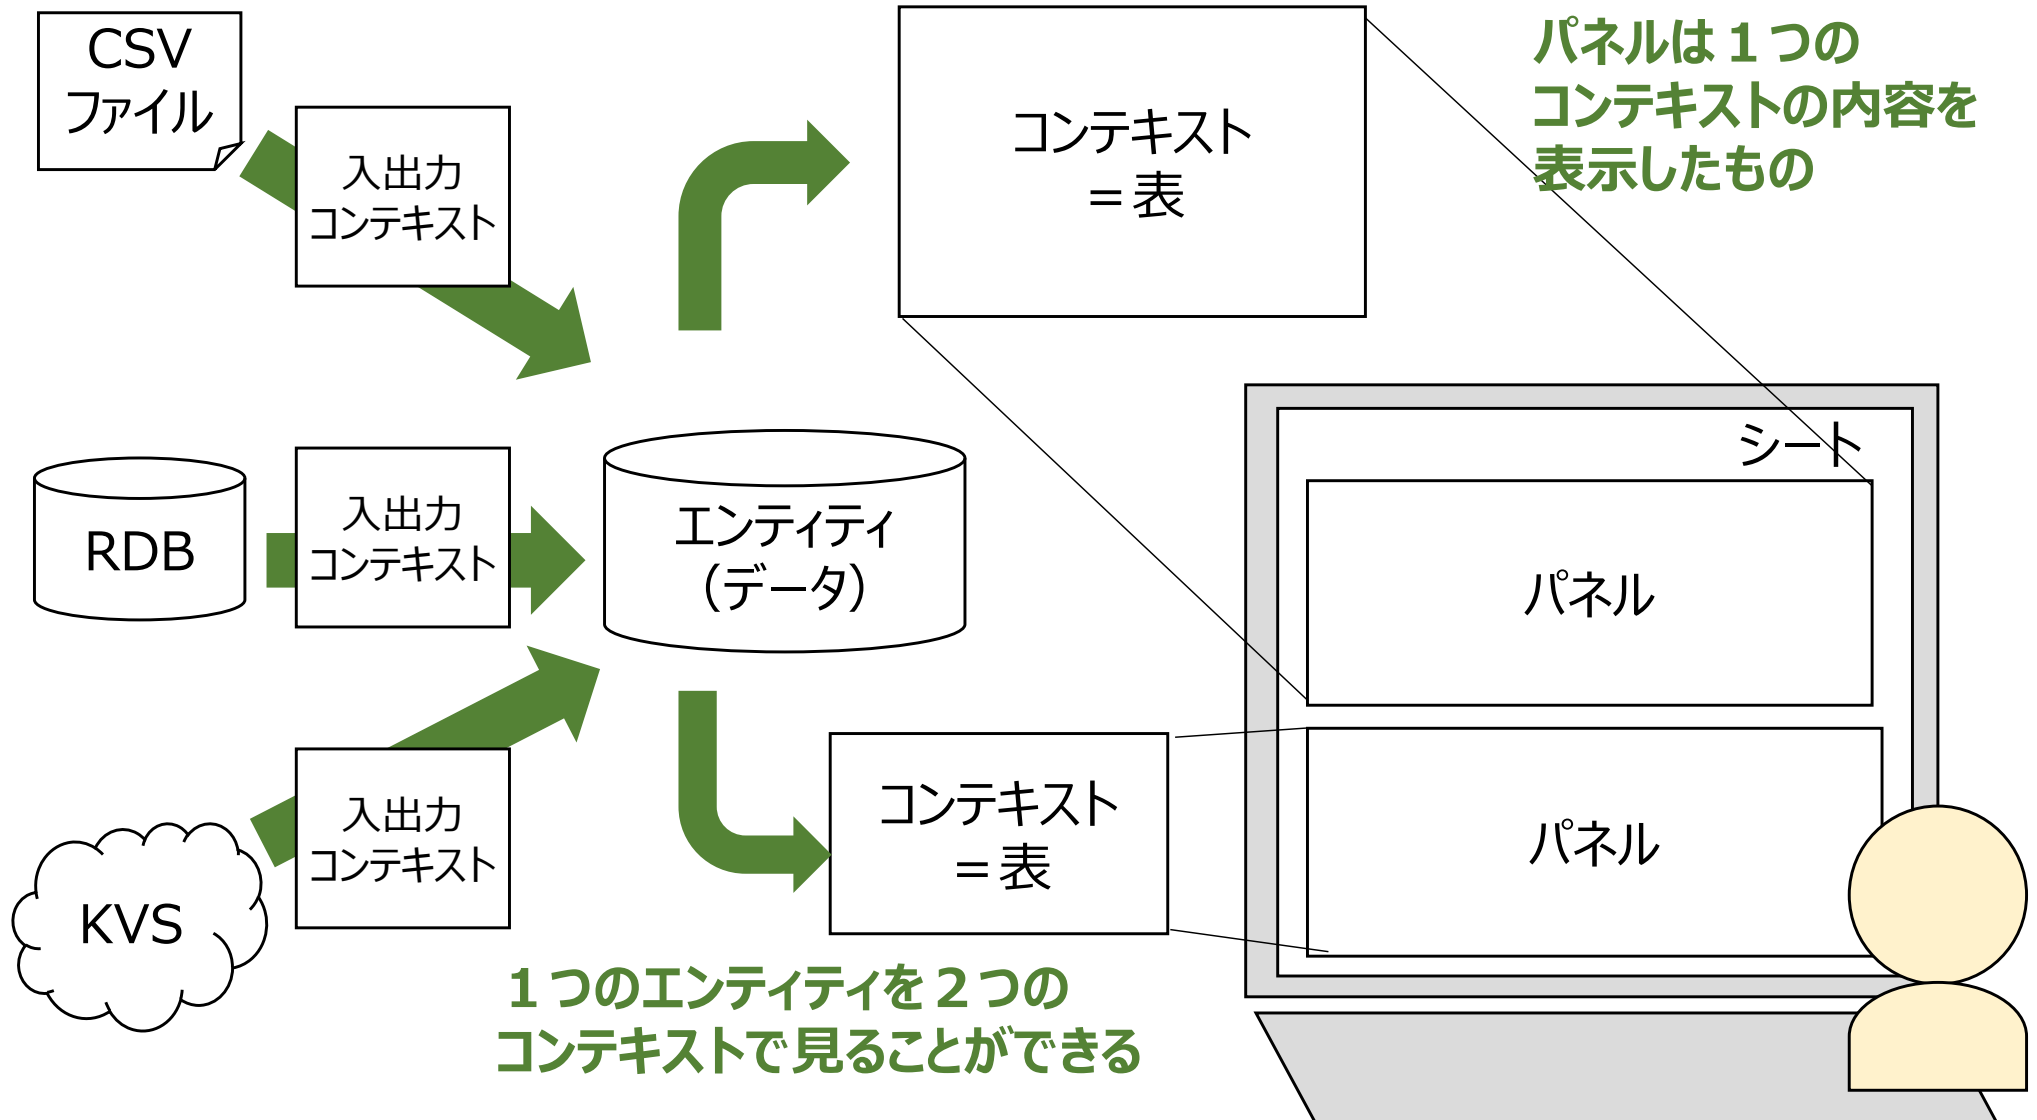 CSV
ファイル
入出力
コンテキスト
コンテキスト
＝表
パネルは１つの
コンテキストの内容を
表示したもの
シート
RDB
入出力
コンテキスト
エンティティ
（データ）
パネル
KVS
入出力
コンテキスト
コンテキスト
＝表
パネル
１つのエンティティを２つの
コンテキストで見ることができる